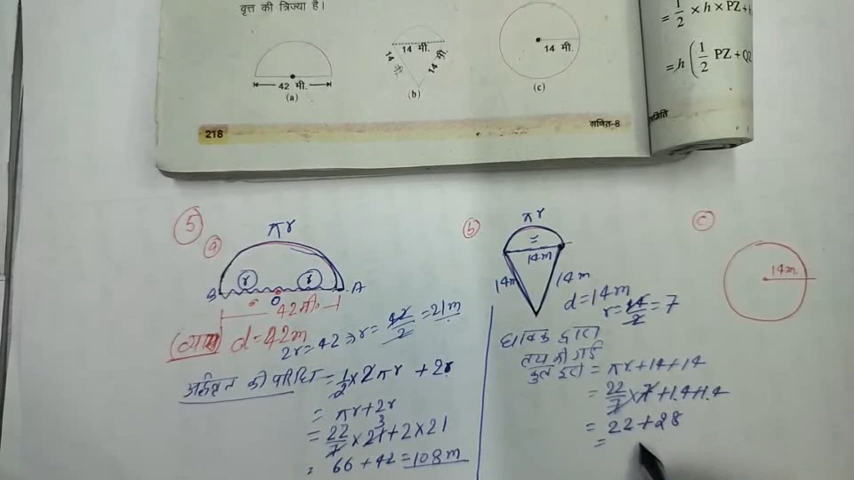 वृत्त की त्रिज्या है।
= 1/2 × h × PZ +
= h (1/2 PZ + QZ
14 मी.
14 मी.
14 मी.
14 मी.
42 मी.
(a)
(b)
(c)
218
गणित-8
5
a
πr
r
r
B
O
A
42मी०
(व्यास)
d=42m
2r=42 ⇒ r= 42/2 =21m
अर्धवृत्त की परिधि = 1/2×2πr + 2r
= πr+2r
= 22/7 × 21 3 + 2×21
= 66 + 42 = 108m
b
πr
=
14m
14m
14m
d=14m
r= 14/2 = 7
धावक द्वारा
तय की गई
कुल दूरी = πr+14+14
= 22/7 ×7+14+14
= 22+28
=
c
14m